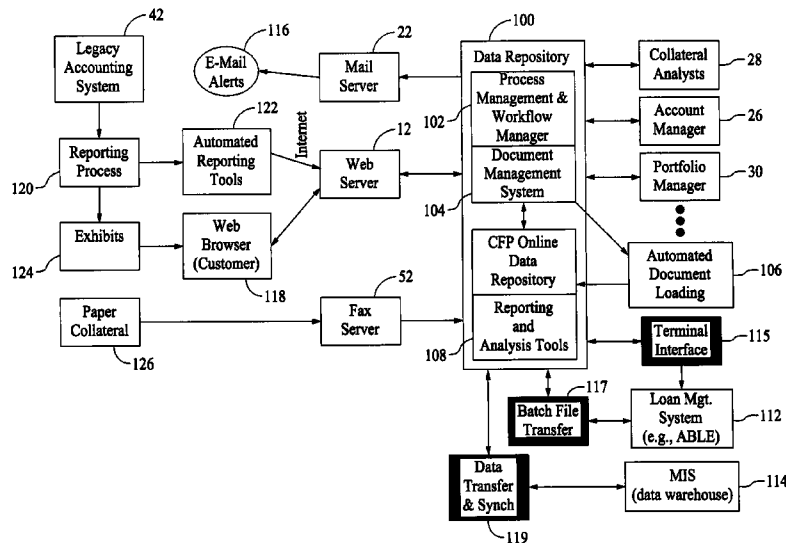 42
Legacy
Accounting
System
116
E-Mail
Alerts
22
Mail
Server
100
Data Repository
Process
Management &
Workflow
Manager
102
Document
Management
System
104
CFP Online
Data
Repository
Reporting
and
Analysis Tools
108
Collateral
Analysts
28
Account
Manager
26
Portfolio
Manager
30
Automated
Document
Loading
106
Reporting
Process
120
122
Automated
Reporting
Tools
Internet
12
Web
Server
Exhibits
124
Web
Browser
(Customer)
118
Paper
Collateral
126
52
Fax
Server
Terminal
Interface
115
117
Batch File
Transfer
Loan Mgt.
System
(e.g., ABLE)
112
Data
Transfer
& Synch
119
MIS
(data warehouse)
114